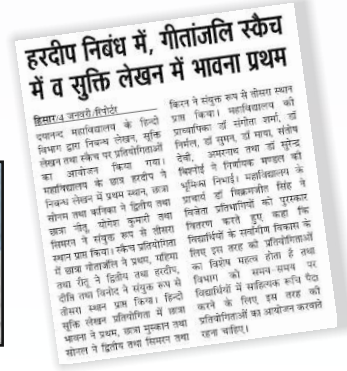 हरदीप निबंध में, गीतांजलि स्कैच
में व सुक्ति लेखन में भावना प्रथम
हिसार/4 जनवरी/रिपोर्टर
दयानन्द महाविद्यालय के हिन्दी
विभाग द्वारा निबन्ध लेखन, सुक्ति
लेखन तथा स्कैच पर प्रतियोगिताओं
का आयोजन किया गया।
महाविद्यालय के छात्र हरदीप ने
निबन्ध लेखन में प्रथम स्थान, छात्रा
सोनम तथा कनिका ने द्वितीय तथा
छात्रा नीतू, योगेश कुमारी तथा
सिमरन ने संयुक्त रूप से तीसरा
स्थान प्राप्त किया। स्कैच प्रतियोगिता
में छात्रा गीतांजलि ने प्रथम, महिमा
तथा रीतू ने द्वितीय तथा हरदीप,
दीप्ति तथा विनोद ने संयुक्त रूप से
तीसरा स्थान प्राप्त किया। हिन्दी
सुक्ति लेखन प्रतियोगिता में छात्रा
भावना ने प्रथम, छात्रा मुस्कान तथा
सोनल ने द्वितीय तथा सिमरन तथा
किरन ने संयुक्त रूप से तीसरा स्थान
प्राप्त किया। महाविद्यालय की
प्राध्यापिका डॉ संगीता शर्मा, डॉ
निर्मल, डॉ सुमन, डॉ माया, संतोष
देवी, अमरनाथ तथा डॉ सुरेन्द्र
बिश्नोई ने निर्णायक मण्डल की
भूमिका निभाई। महाविद्यालय के
प्राचार्य डॉ विक्रमजीत सिंह ने
विजेता प्रतिभागियों को पुरस्कार
वितरण करते हुए कहा कि
विद्यार्थियों के सर्वांगीण विकास के
लिए इस तरह की प्रतियोगिताओं
का विशेष महत्व होता है तथा
विभाग को समय-समय पर
विद्यार्थियों में साहित्यक रूचि पैदा
करने के लिए इस तरह की
प्रतियोगिताओं का आयोजन करवाते
रहना चाहिए।